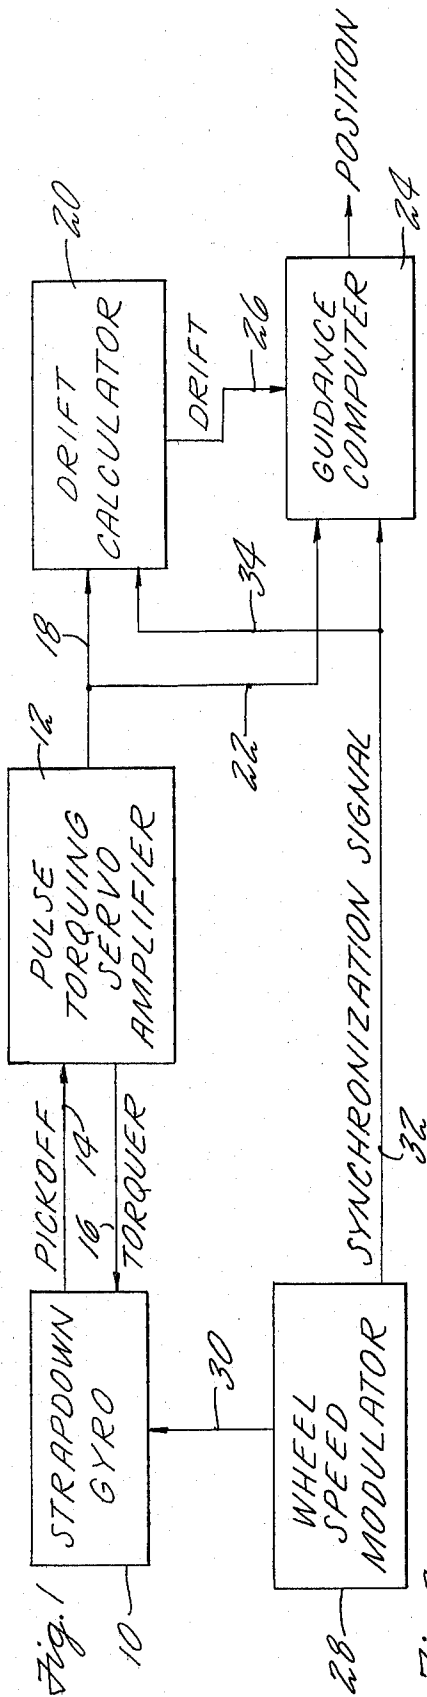 Fig.1
STRAPDOWN
GYRO
10
PICKOFF
14
16
TORQUER
PULSE
TORQUING
SERVO
AMPLIFIER
12
18
DRIFT
CALCULATOR
20
DRIFT
26
22
34
GUIDANCE
COMPUTER
24
POSITION
30
WHEEL
SPEED
MODULATOR
28
SYNCHRONIZATION SIGNAL
32